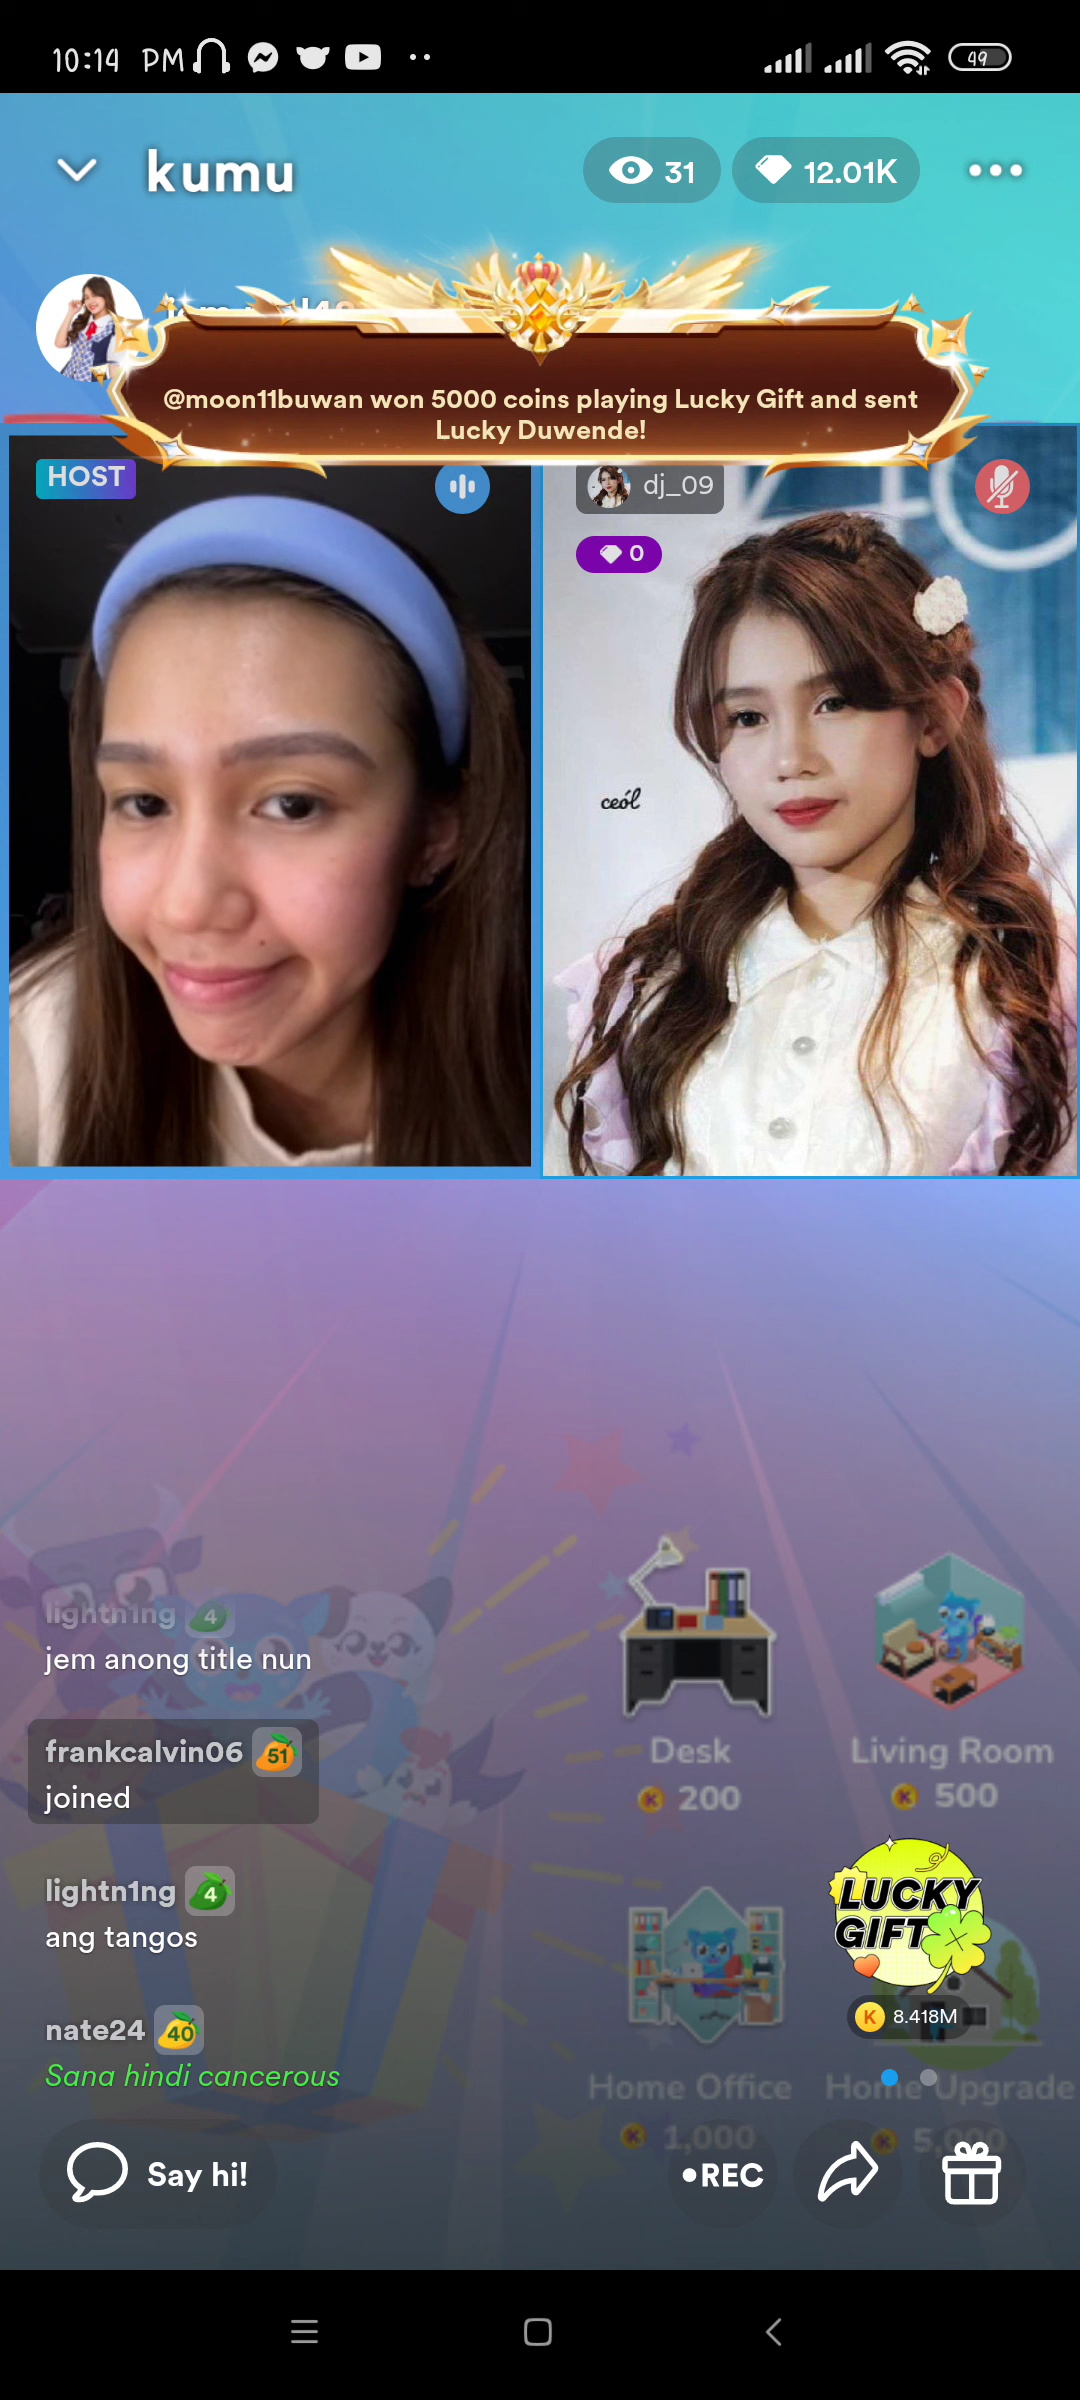 10:14 PM
49
kumu
31
12.01K
@moon11buwan won 5000 coins playing Lucky Gift and sent
Lucky Duwende!
HOST
dj_09
0
ceól
lightn1ng 4
jem anong title nun
frankcalvin06 51
joined
lightn1ng 4
ang tangos
nate24 40
Sana hindi cancerous
Desk
200
Living Room
500
LUCKY
GIFT
K 8.418M
Home Office
1,000
Home Upgrade
Say hi!
REC